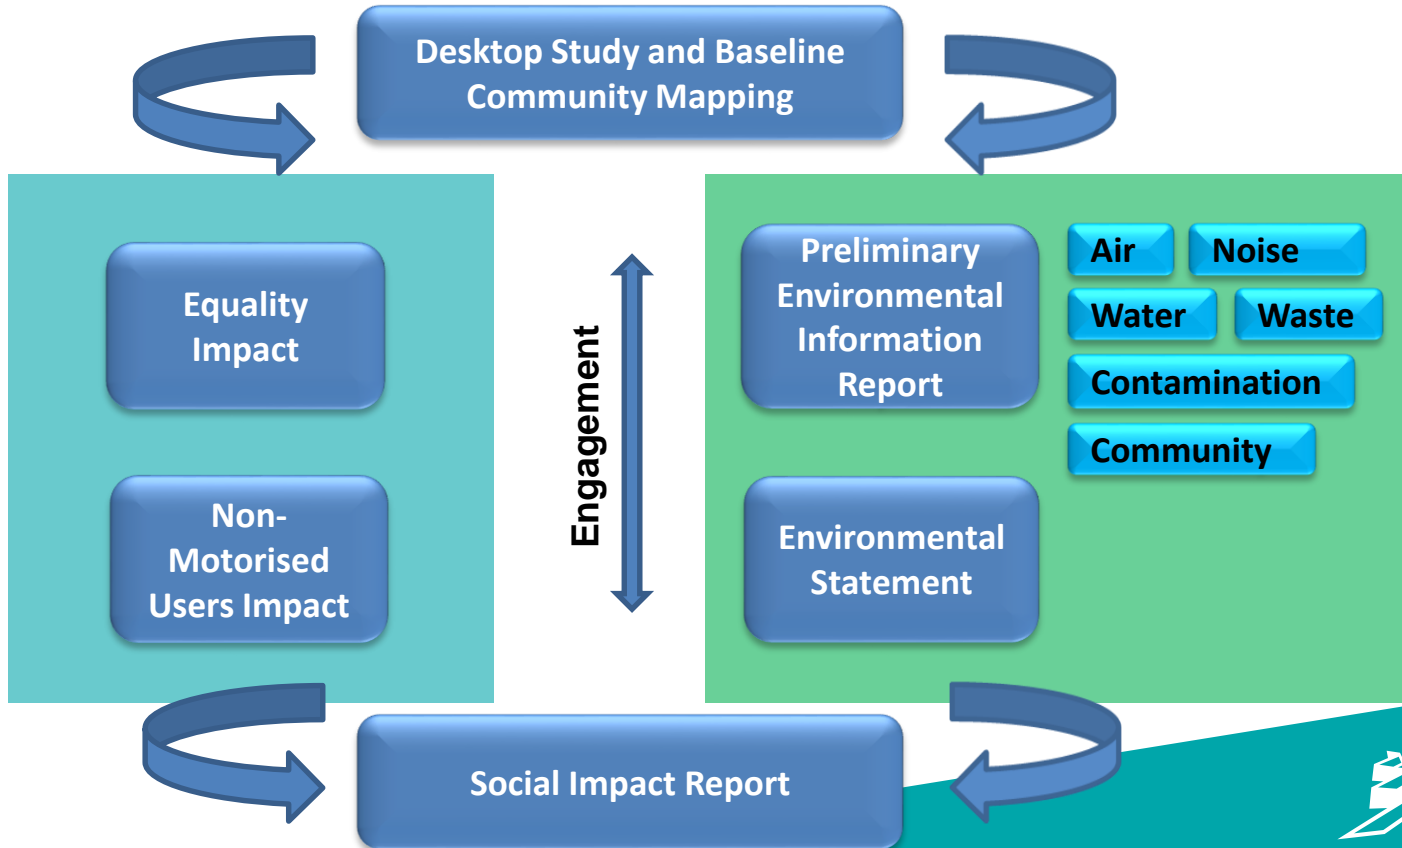 Desktop Study and Baseline
Community Mapping
Equality
Impact
Non-
Motorised
Users Impact
Engagement
Preliminary
Environmental
Information
Report
Air
Noise
Water
Waste
Contamination
Community
Environmental
Statement
Social Impact Report